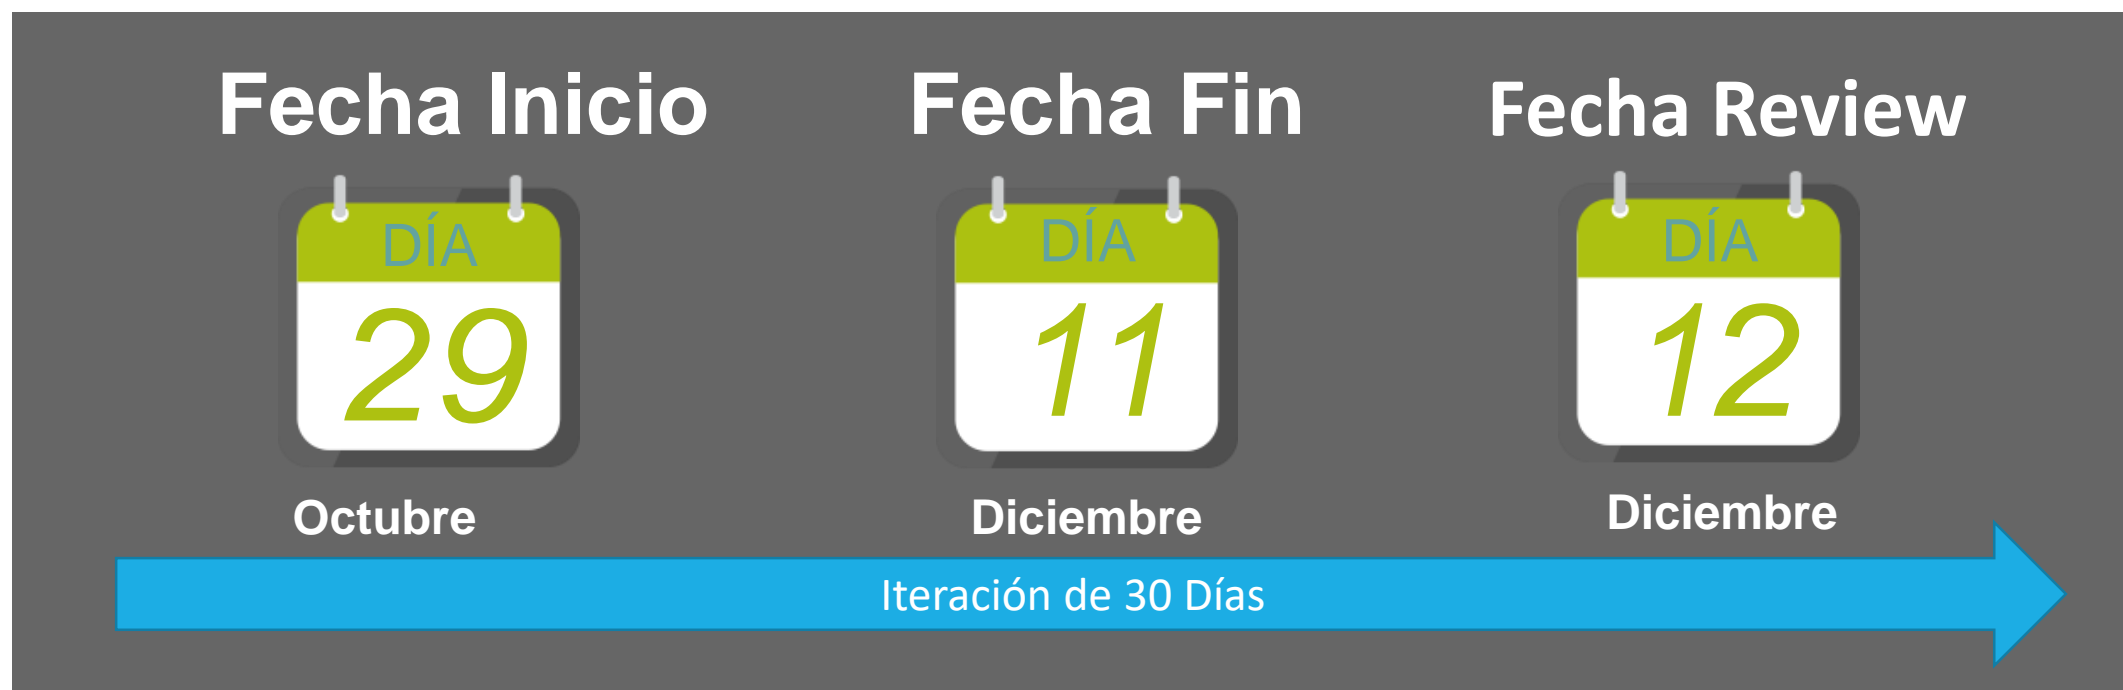 Fecha Inicio
Fecha Fin
Fecha Review
DÍA
29
Octubre
DÍA
11
Diciembre
DÍA
12
Diciembre
Iteración de 30 Días